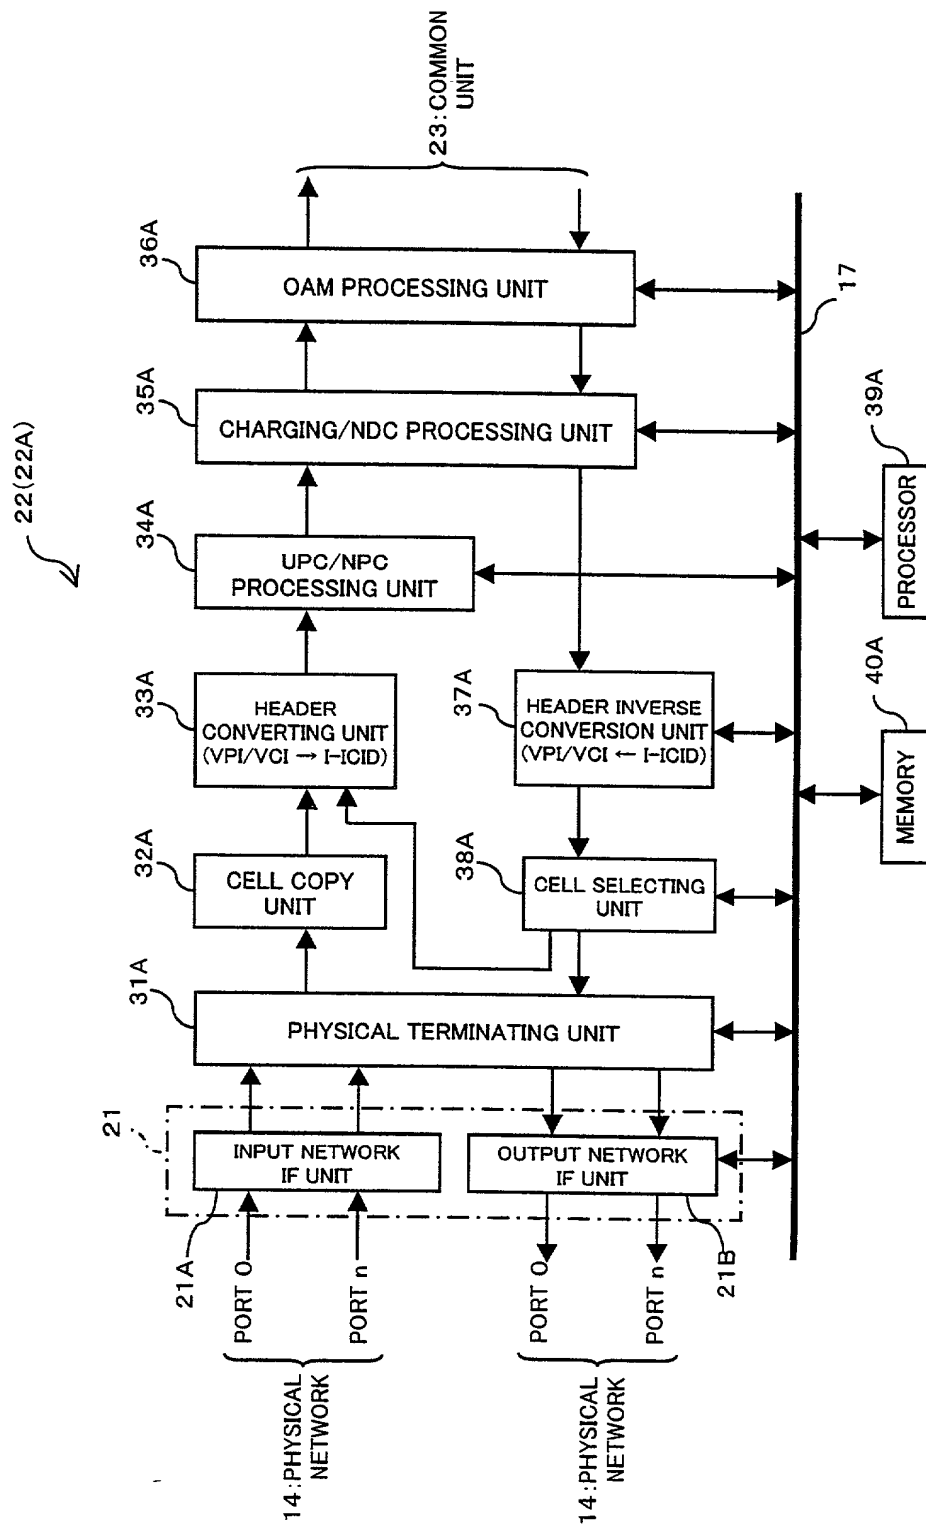 22(22A)
36A
OAM PROCESSING UNIT
23:COMMON
UNIT
35A
CHARGING/NDC PROCESSING UNIT
34A
UPC/NPC
PROCESSING UNIT
33A
HEADER
CONVERTING UNIT
(VPI/VCI → I-ICID)
32A
CELL COPY
UNIT
31A
PHYSICAL TERMINATING UNIT
21
INPUT NETWORK
IF UNIT
21A
PORT 0
PORT n
14:PHYSICAL
NETWORK
37A
HEADER INVERSE
CONVERSION UNIT
(VPI/VCI ← I-ICID)
38A
CELL SELECTING
UNIT
OUTPUT NETWORK
IF UNIT
21B
PORT 0
PORT n
14:PHYSICAL
NETWORK
17
39A
PROCESSOR
40A
MEMORY